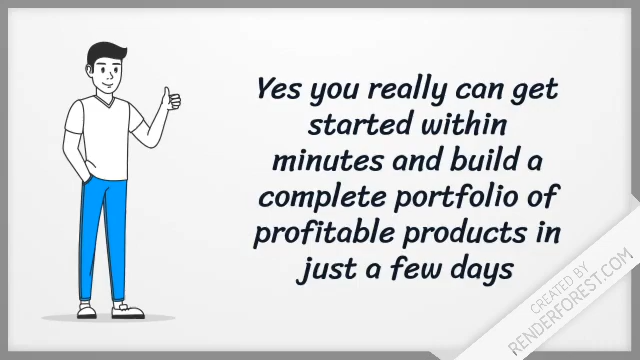 Yes you really can get
started within
minutes and build a
complete portfolio of
profitable products in
just a few days
CREATED BY
RENDERFOREST.COM